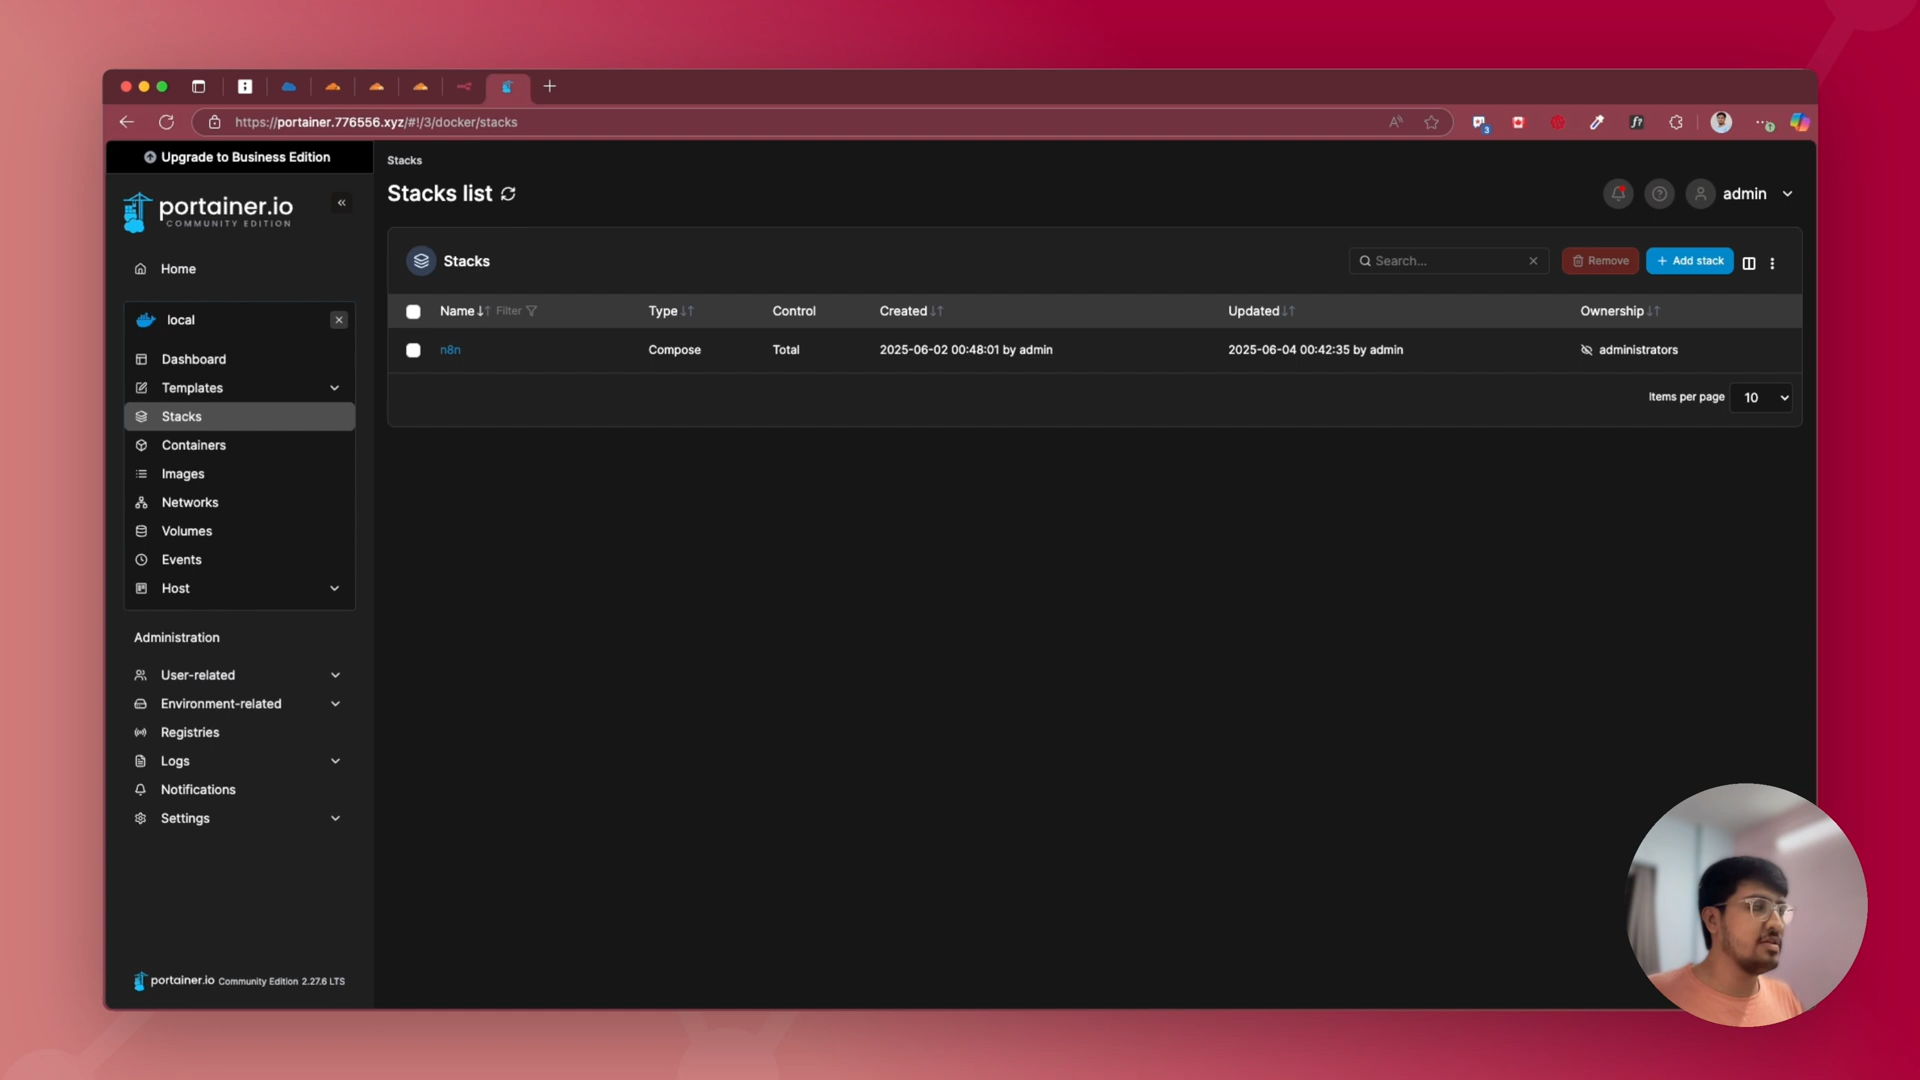 https://portainer.776556.xyz/#!/3/docker/stacks
3
Upgrade to Business Edition
portainer.io
COMMUNITY EDITION
Home
local
Dashboard
Templates
Stacks
Containers
Images
Networks
Volumes
Events
Host
Administration
User-related
Environment-related
Registries
Logs
Notifications
Settings
portainer.io Community Edition 2.27.6 LTS
Stacks
Stacks list
admin
Stacks
Search...
Remove
+ Add stack
Name Filter Type Control Created Updated Ownership
n8n Compose Total 2025-06-02 00:48:01 by admin 2025-06-04 00:42:35 by admin administrators
Items per page 10